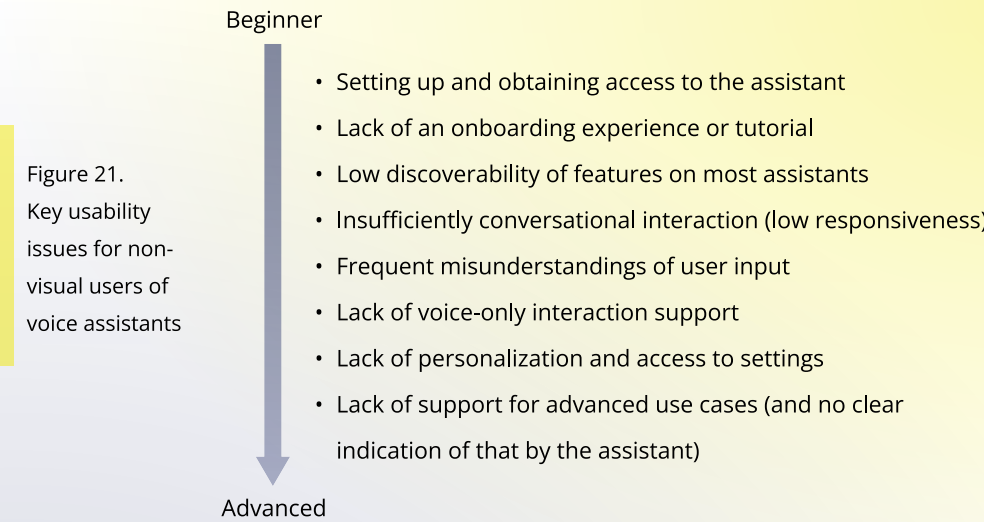 Beginner
• Setting up and obtaining access to the assistant
• Lack of an onboarding experience or tutorial
• Low discoverability of features on most assistants
• Insufficiently conversational interaction (low responsiveness)
• Frequent misunderstandings of user input
• Lack of voice-only interaction support
• Lack of personalization and access to settings
• Lack of support for advanced use cases (and no clear
indication of that by the assistant)
Advanced
Figure 21.
Key usability
issues for non-
visual users of
voice assistants